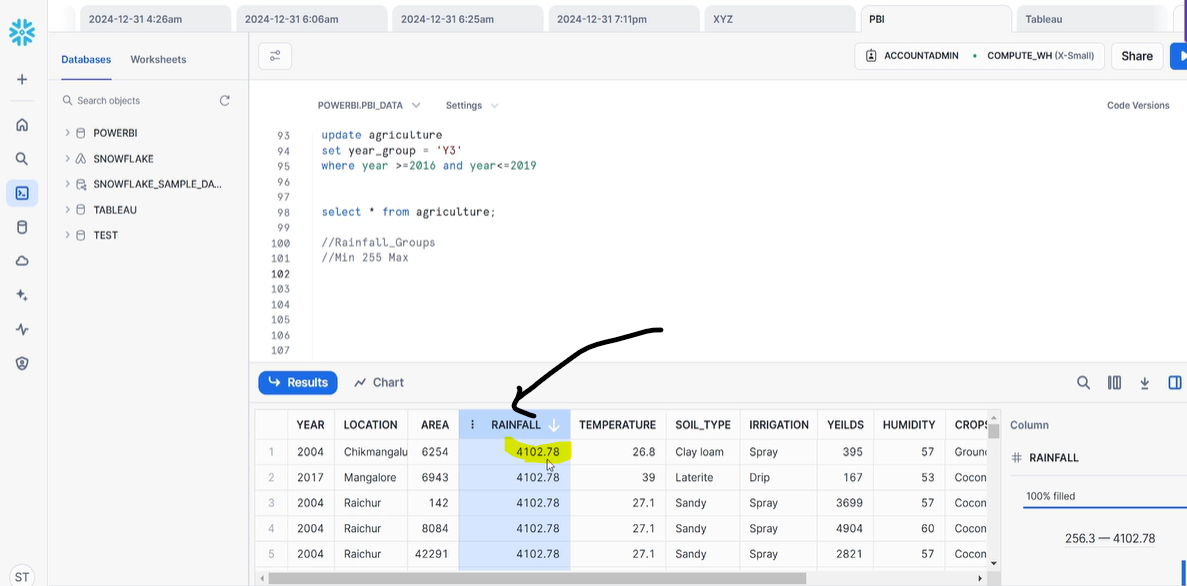 2024-12-31 4:26am 2024-12-31 6:06am 2024-12-31 6:25am 2024-12-31 7:11pm XYZ PBI Tableau
Databases Worksheets
ACCOUNTADMIN • COMPUTE_WH (X-Small) Share
Search objects
POWERBI.PBI_DATA Settings Code Versions
POWERBI
SNOWFLAKE
SNOWFLAKE_SAMPLE_DA...
TABLEAU
TEST
93 update agriculture
94 set year_group = 'Y3'
95 where year >=2016 and year<=2019
96
97
98 select * from agriculture;
99
100 //Rainfall_Groups
101 //Min 255 Max
102
103
104
105
106
107
Results Chart
YEAR LOCATION AREA RAINFALL TEMPERATURE SOIL_TYPE IRRIGATION YEILDS HUMIDITY CROPS
1 2004 Chikmangalu 6254 4102.78 26.8 Clay loam Spray 395 57 Groun
2 2017 Mangalore 6943 4102.78 39 Laterite Drip 167 53 Cocon
3 2004 Raichur 142 4102.78 27.1 Sandy Spray 3699 57 Cocon
4 2004 Raichur 8084 4102.78 27.1 Sandy Spray 4904 60 Cocon
5 2004 Raichur 42291 4102.78 27.1 Sandy Spray 2821 57 Cocon
Column
# RAINFALL
100% filled
256.3 — 4102.78
ST